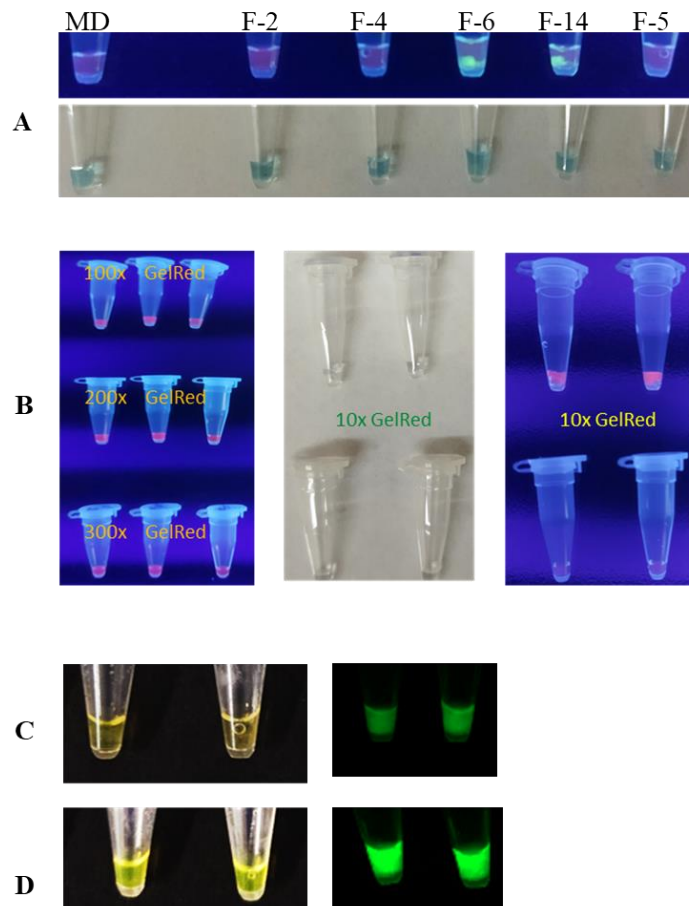 MD F-2 F-4 F-6 F-14 F-5
A
100x GelRed
200x GelRed
300x GelRed
B
10x GelRed
10x GelRed
C
D